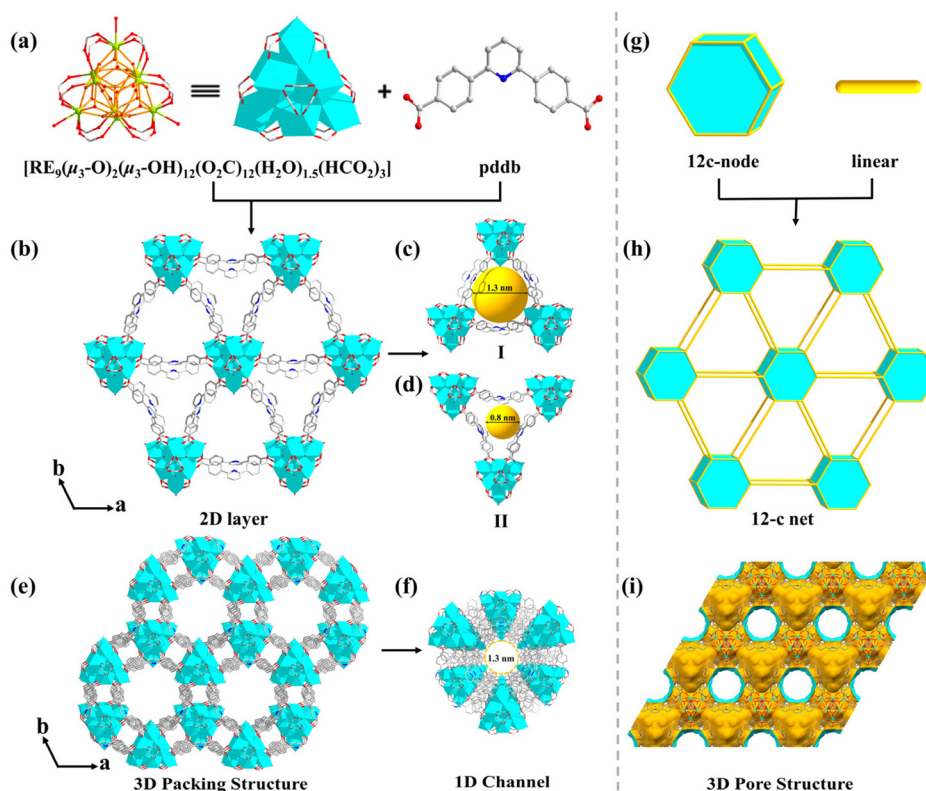 (a)
+
[RE₉(μ₃-O)₂(μ₃-OH)₁₂(O₂C)₁₂(H₂O)₁.₅(HCO₂)₃]
pddb
(b)
b
a
2D layer
(c)
1.3 nm
I
(d)
0.8 nm
II
(e)
b
a
3D Packing Structure
(f)
1.3 nm
1D Channel
(g)
12c-node
linear
(h)
12-c net
(i)
3D Pore Structure